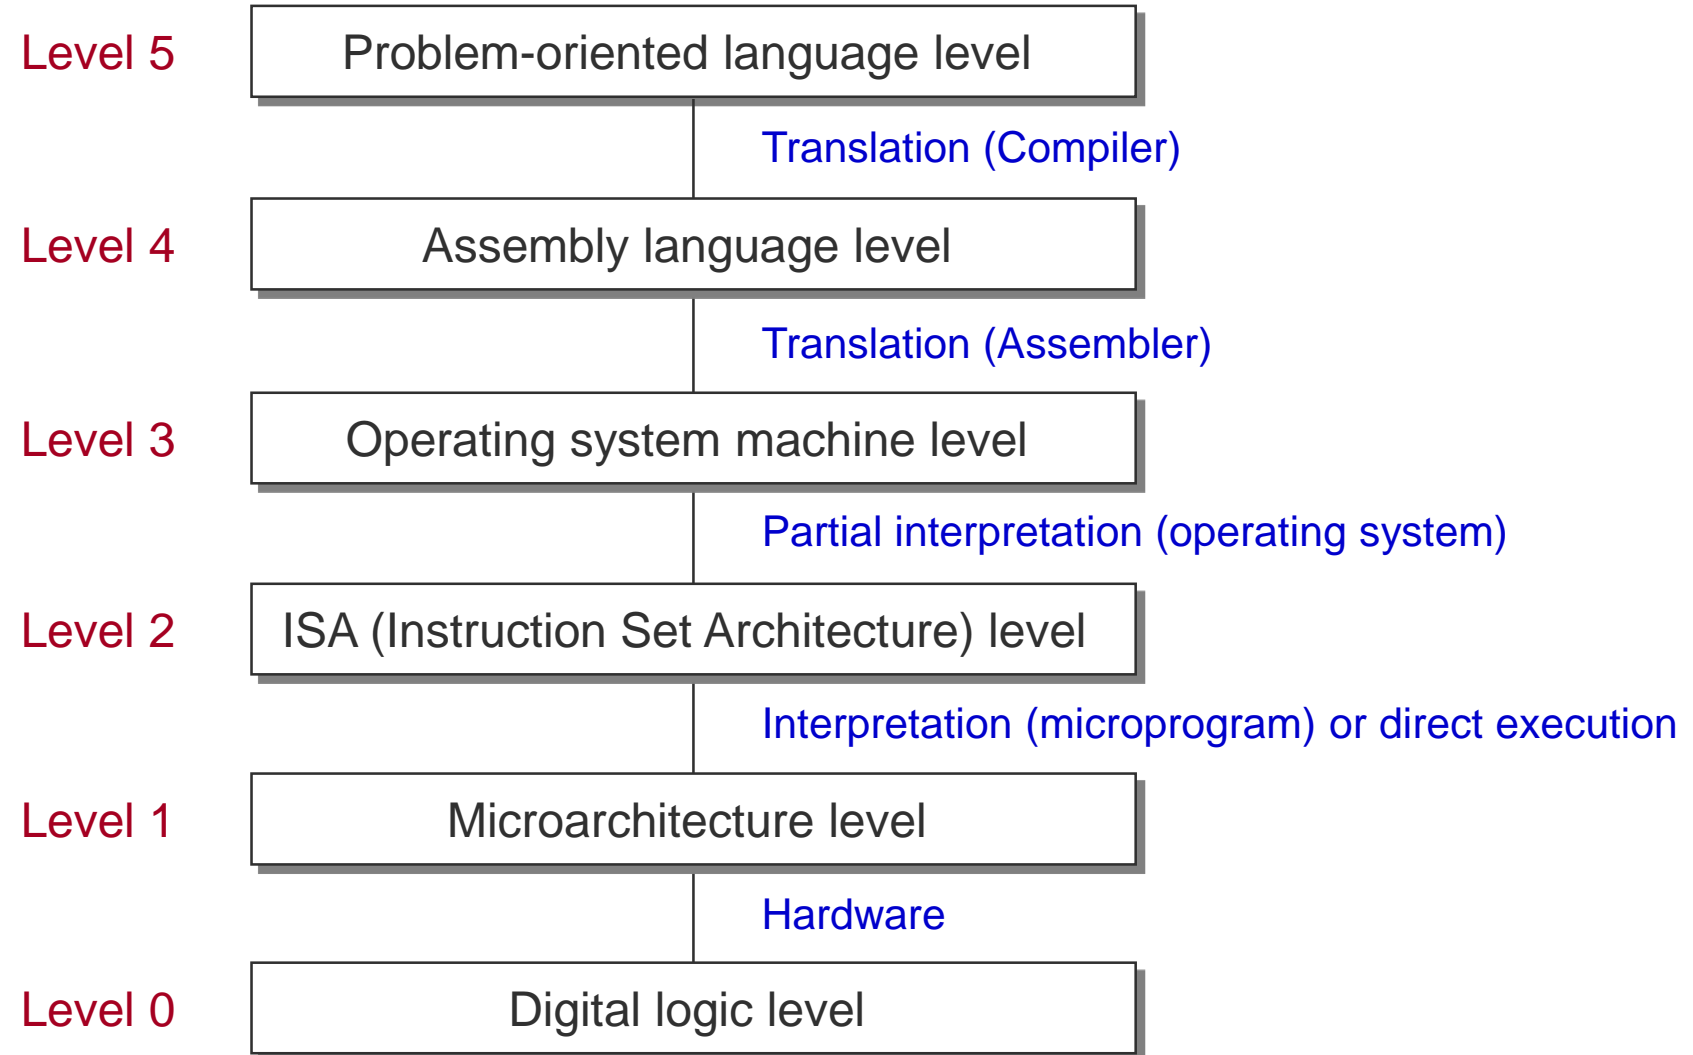 Level 5
Problem-oriented language level
Translation (Compiler)
Level 4
Assembly language level
Translation (Assembler)
Level 3
Operating system machine level
Partial interpretation (operating system)
Level 2
ISA (Instruction Set Architecture) level
Interpretation (microprogram) or direct execution
Level 1
Microarchitecture level
Hardware
Level 0
Digital logic level